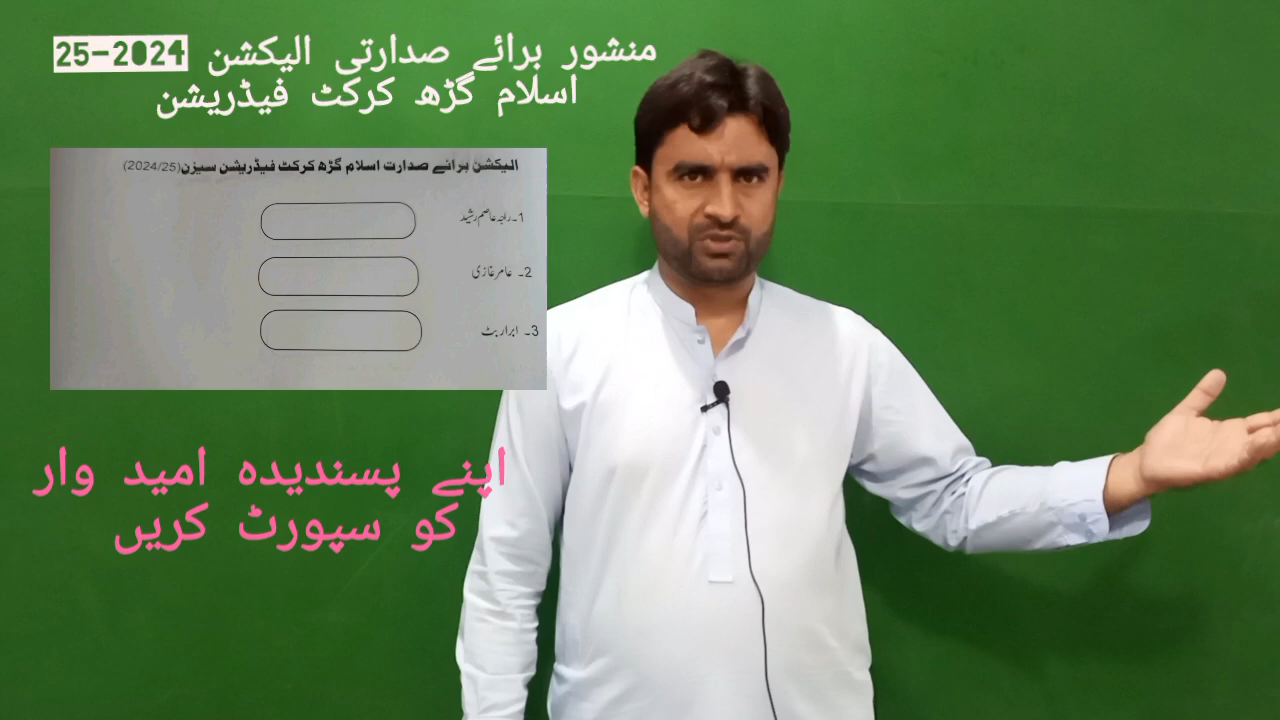 منشور برائے صدارتی الیکشن 2024-25
اسلام گڑھ کرکٹ فیڈریشن
الیکشن برائے صدارت اسلام گڑھ کرکٹ فیڈریشن سیزن(2024/25)
1۔راجہ عاصم رشید
2۔ عامر غازی
3۔ ابرار بٹ
اپنے پسندیدہ امید وار
کو سپورٹ کریں